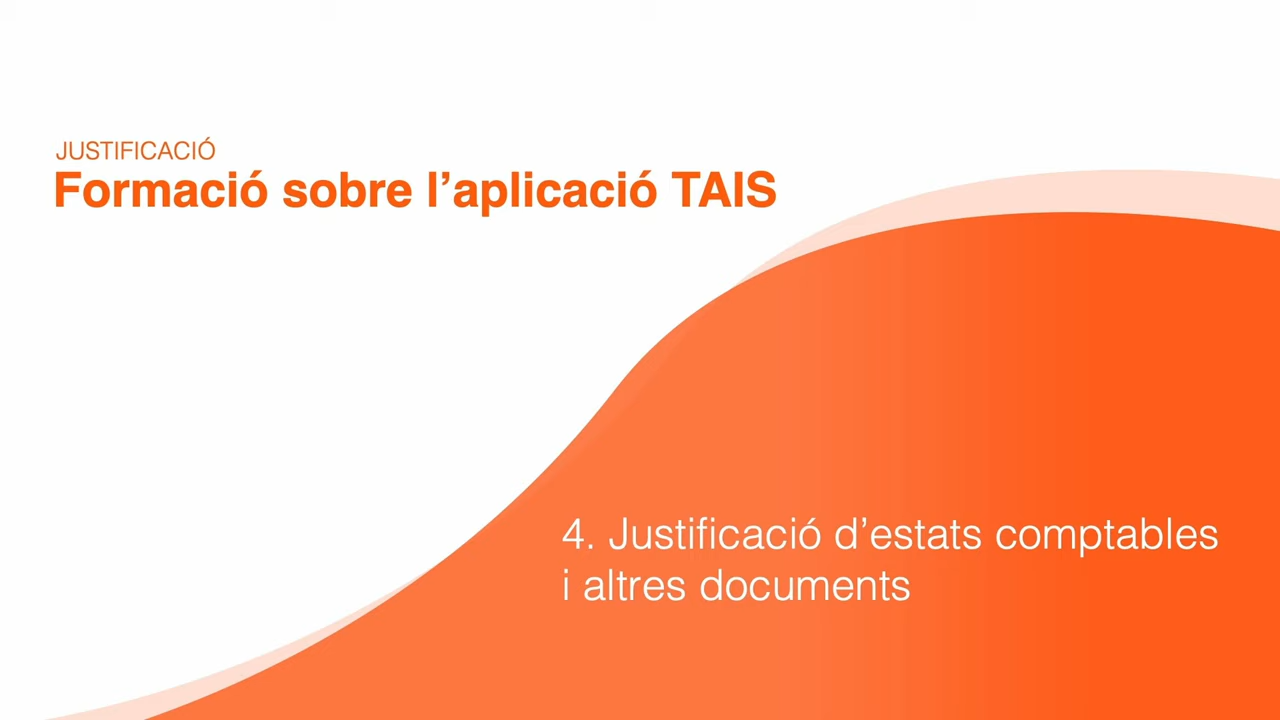 JUSTIFICACIÓ
Formació sobre l’aplicació TAIS
4. Justificació d’estats comptables
i altres documents